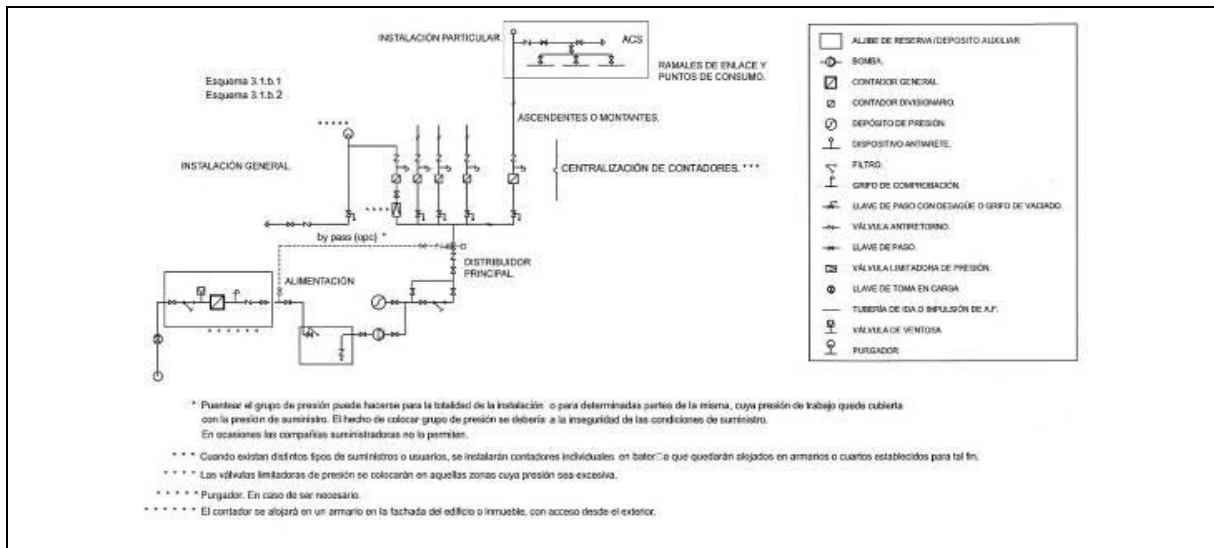 INSTALACIÓN PARTICULAR.
ACS
RAMALES DE ENLACE Y
PUNTOS DE CONSUMO.
Esquema 3.1.b.1
Esquema 3.1.b.2
ASCENDENTES O MONTANTES.
* * * * *
INSTALACIÓN GENERAL
CENTRALIZACIÓN DE CONTADORES. * * *
* * * *
by pass (opc) *
DISTRIBUIDOR
PRINCIPAL.
ALIMENTACIÓN
* * * * * *
ALJIBE DE RESERVA/DEPOSITO AUXILIAR
BOMBA.
CONTADOR GENERAL.
CONTADOR DIVISIONARIO.
DEPÓSITO DE PRESIÓN.
DISPOSITIVO ANTIARIETE.
FILTRO.
GRIFO DE COMPROBACIÓN.
LLAVE DE PASO CON DESAGÜE O GRIFO DE VACIADO.
VÁLVULA ANTIRETORNO.
LLAVE DE PASO.
VÁLVULA LIMITADORA DE PRESIÓN.
LLAVE DE TOMA EN CARGA
TUBERÍA DE IDA O IMPULSIÓN DE A.F.
VÁLVULA DE VENTOSA
PURGADOR
* Puentear el grupo de presión puede hacerse para la totalidad de la instalación o para determinadas partes de la misma, cuya presión de trabajo quede cubierta
con la presion de suministro. El hecho de colocar grupo de presión se debería a la inseguridad de las condiciones de suministro.
En ocasiones las compañias suministradoras no lo permiten.
* * * Cuando existan distintos tipos de suministros o usuarios, se instalarán contadores individuales en bater□a que quedarán alojados en armarios o cuartos establecidos para tal fin.
* * * * Las válvulas limitadoras de presión se colocarán en aquellas zonas cuya presión sea excesiva.
* * * * * Purgador. En caso de ser necesario.
* * * * * * El contador se alojará en un armario en la fachada del edificio o inmueble, con acceso desde el exterior.